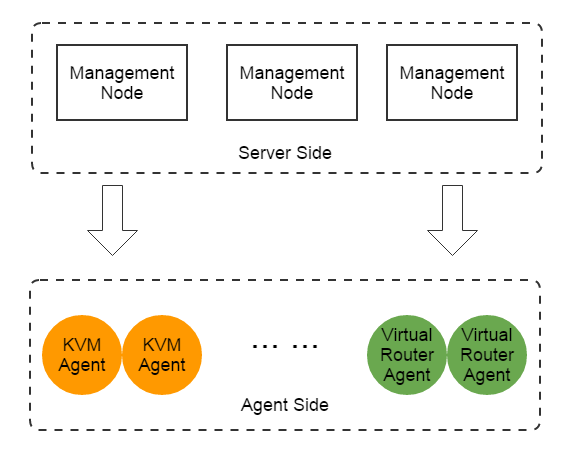 Management
Node
Management
Node
Management
Node
Server Side
KVM
Agent
KVM
Agent
... ...
Virtual
Router
Agent
Virtual
Router
Agent
Agent Side